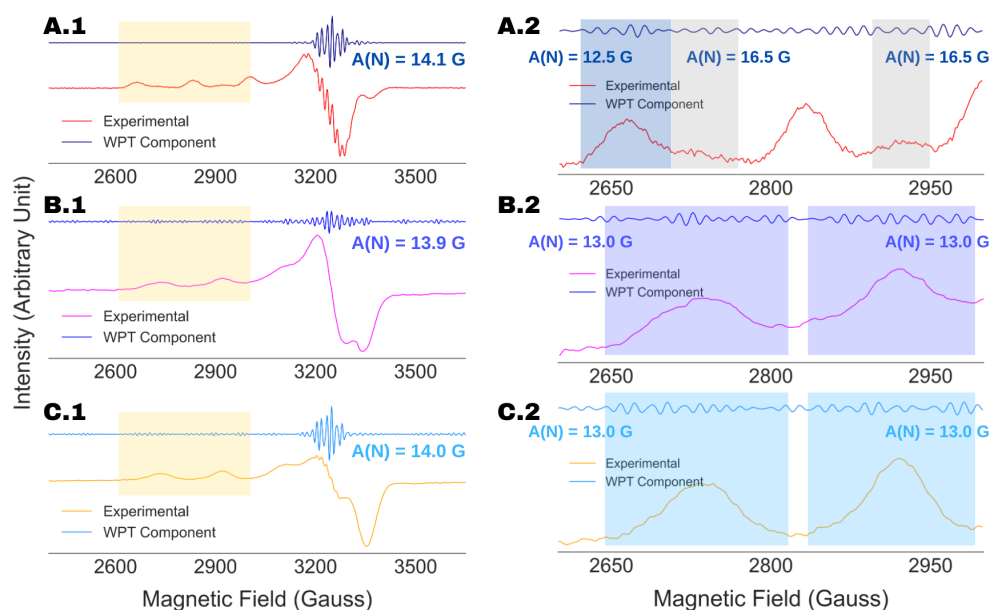 A.1
A(N) = 14.1 G
Experimental
WPT Component
2600 2900 3200 3500
A.2
A(N) = 12.5 G A(N) = 16.5 G A(N) = 16.5 G
Experimental
WPT Component
2650 2800 2950
B.1
A(N) = 13.9 G
Experimental
WPT Component
2600 2900 3200 3500
B.2
A(N) = 13.0 G A(N) = 13.0 G
Experimental
WPT Component
2650 2800 2950
C.1
A(N) = 14.0 G
Experimental
WPT Component
2600 2900 3200 3500
C.2
A(N) = 13.0 G A(N) = 13.0 G
Experimental
WPT Component
2650 2800 2950
Intensity (Arbitrary Unit)
Magnetic Field (Gauss) Magnetic Field (Gauss)